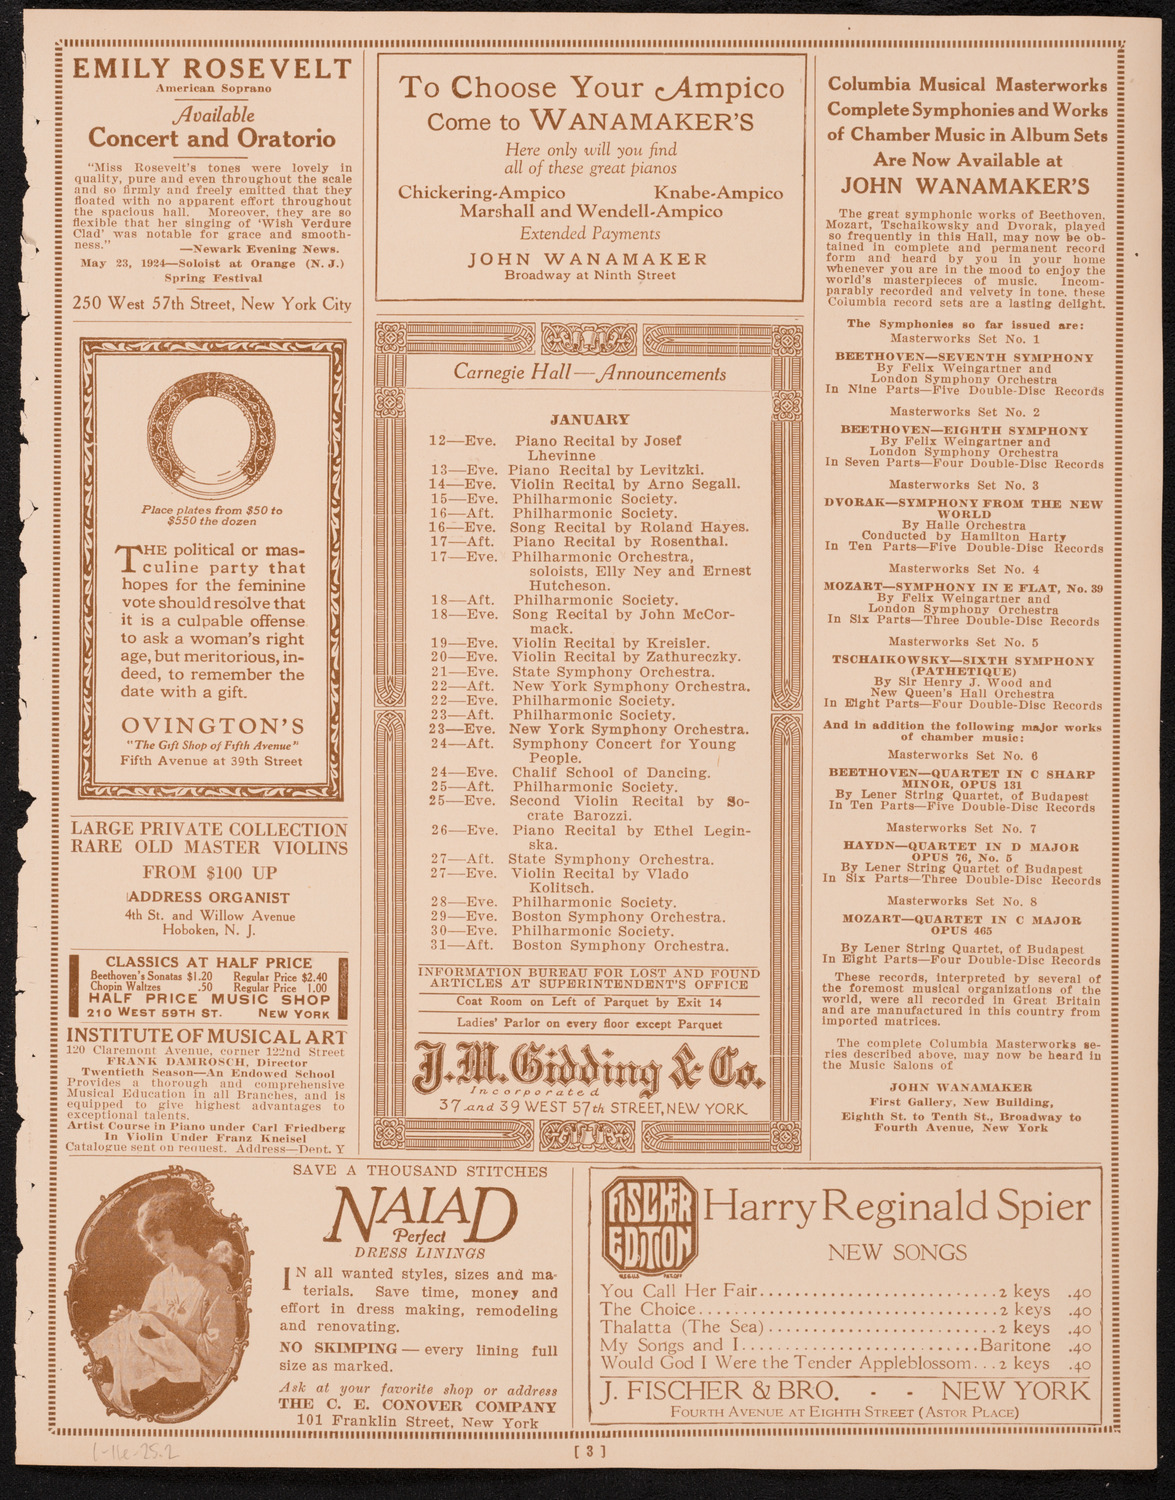 EMILY ROSEVELT
American Soprano
Available
Concert and Oratorio
"Miss Rosevelt's tones were lovely in
quality, pure and even throughout the scale
and so firmly and freely emitted that they
floated with no apparent effort throughout
the spacious hall. Moreover, they are so
flexible that her singing of 'Wish Verdure
Clad' was notable for grace and smooth-
ness."
—Newark Evening News.
May 23, 1924—Soloist at Orange (N. J.)
Spring Festival
250 West 57th Street, New York City
Place plates from $50 to
$550 the dozen
THE political or mas-
culine party that
hopes for the feminine
vote should resolve that
it is a culpable offense
to ask a woman's right
age, but meritorious, in-
deed, to remember the
date with a gift.
OVINGTON'S
"The Gift Shop of Fifth Avenue"
Fifth Avenue at 39th Street
LARGE PRIVATE COLLECTION
RARE OLD MASTER VIOLINS
FROM $100 UP
ADDRESS ORGANIST
4th St. and Willow Avenue
Hoboken, N. J.
CLASSICS AT HALF PRICE
Beethoven's Sonatas $1.20 Regular Price $2.40
Chopin Waltzes .50 Regular Price 1.00
HALF PRICE MUSIC SHOP
210 WEST 59TH ST. NEW YORK
INSTITUTE OF MUSICAL ART
120 Claremont Avenue, corner 122nd Street
FRANK DAMROSCH, Director
Twentieth Season—An Endowed School
Provides a thorough and comprehensive
Musical Education in all Branches, and is
equipped to give highest advantages to
exceptional talents.
Artist Course in Piano under Carl Friedberg
In Violin Under Franz Kneisel
Catalogue sent on request. Address—Dept. Y
To Choose Your Ampico
Come to WANAMAKER'S
Here only will you find
all of these great pianos
Chickering-Ampico Knabe-Ampico
Marshall and Wendell-Ampico
Extended Payments
JOHN WANAMAKER
Broadway at Ninth Street
Carnegie Hall—Announcements
JANUARY
12—Eve. Piano Recital by Josef
Lhevinne
13—Eve. Piano Recital by Levitzki.
14—Eve. Violin Recital by Arno Segall.
15—Eve. Philharmonic Society.
16—Aft. Philharmonic Society.
16—Eve. Song Recital by Roland Hayes.
17—Aft. Piano Recital by Rosenthal.
17—Eve. Philharmonic Orchestra,
soloists, Elly Ney and Ernest
Hutcheson.
18—Aft. Philharmonic Society.
18—Eve. Song Recital by John McCor-
mack.
19—Eve. Violin Recital by Kreisler.
20—Eve. Violin Recital by Zathureczky.
21—Eve. State Symphony Orchestra.
22—Aft. New York Symphony Orchestra.
22—Eve. Philharmonic Society.
23—Aft. Philharmonic Society.
23—Eve. New York Symphony Orchestra.
24—Aft. Symphony Concert for Young
People.
24—Eve. Chalif School of Dancing.
25—Aft. Philharmonic Society.
25—Eve. Second Violin Recital by So-
crate Barozzi.
26—Eve. Piano Recital by Ethel Legin-
ska.
27—Aft. State Symphony Orchestra.
27—Eve. Violin Recital by Vlado
Kolitsch.
28—Eve. Philharmonic Society.
29—Eve. Boston Symphony Orchestra.
30—Eve. Philharmonic Society.
31—Aft. Boston Symphony Orchestra.
INFORMATION BUREAU FOR LOST AND FOUND
ARTICLES AT SUPERINTENDENT'S OFFICE
Coat Room on Left of Parquet by Exit 14
Ladies' Parlor on every floor except Parquet
J. M. Gidding & Co.
Incorporated
37 and 39 WEST 57th STREET, NEW YORK
Columbia Musical Masterworks
Complete Symphonies and Works
of Chamber Music in Album Sets
Are Now Available at
JOHN WANAMAKER'S
The great symphonic works of Beethoven,
Mozart, Tschaikowsky and Dvorak, played
so frequently in this Hall, may now be ob-
tained in complete and permanent record
form and heard by you in your home
whenever you are in the mood to enjoy the
world's masterpieces of music. Incom-
parably recorded and velvety in tone, these
Columbia record sets are a lasting delight.
The Symphonies so far issued are:
Masterworks Set No. 1
BEETHOVEN—SEVENTH SYMPHONY
By Felix Weingartner and
London Symphony Orchestra
In Nine Parts—Five Double-Disc Records
Masterworks Set No. 2
BEETHOVEN—EIGHTH SYMPHONY
By Felix Weingartner and
London Symphony Orchestra
In Seven Parts—Four Double-Disc Records
Masterworks Set No. 3
DVORAK—SYMPHONY FROM THE NEW
WORLD
By Halle Orchestra
Conducted by Hamilton Harty
In Ten Parts—Five Double-Disc Records
Masterworks Set No. 4
MOZART—SYMPHONY IN E FLAT, No. 39
By Felix Weingartner and
London Symphony Orchestra
In Six Parts—Three Double-Disc Records
Masterworks Set No. 5
TSCHAIKOWSKY—SIXTH SYMPHONY
(PATHETIQUE)
By Sir Henry J. Wood and
New Queen's Hall Orchestra
In Eight Parts—Four Double-Disc Records
And in addition the following major works
of chamber music:
Masterworks Set No. 6
BEETHOVEN—QUARTET IN C SHARP
MINOR, OPUS 131
By Lener String Quartet, of Budapest
In Ten Parts—Five Double-Disc Records
Masterworks Set No. 7
HAYDN—QUARTET IN D MAJOR
OPUS 76, No. 5
By Lener String Quartet of Budapest
In Six Parts—Three Double-Disc Records
Masterworks Set No. 8
MOZART—QUARTET IN C MAJOR
OPUS 465
By Lener String Quartet, of Budapest
In Eight Parts—Four Double-Disc Records
These records, interpreted by several of
the foremost musical organizations of the
world, were all recorded in Great Britain
and are manufactured in this country from
imported matrices.
The complete Columbia Masterworks se-
ries described above, may now be heard in
the Music Salons of
JOHN WANAMAKER
First Gallery, New Building,
Eighth St. to Tenth St., Broadway to
Fourth Avenue, New York
SAVE A THOUSAND STITCHES
NAIAD
Perfect
DRESS LININGS
IN all wanted styles, sizes and ma-
terials. Save time, money and
effort in dress making, remodeling
and renovating.
NO SKIMPING — every lining full
size as marked.
Ask at your favorite shop or address
THE C. E. CONOVER COMPANY
101 Franklin Street, New York
FISCHER
EDITION
Harry Reginald Spier
NEW SONGS
You Call Her Fair............................2 keys .40
The Choice....................................2 keys .40
Thalatta (The Sea)...........................2 keys .40
My Songs and I............................Baritone .40
Would God I Were the Tender Appleblossom...2 keys .40
J. FISCHER & BRO. - - NEW YORK
FOURTH AVENUE AT EIGHTH STREET (ASTOR PLACE)
[ 3 ]
1-16-25-2